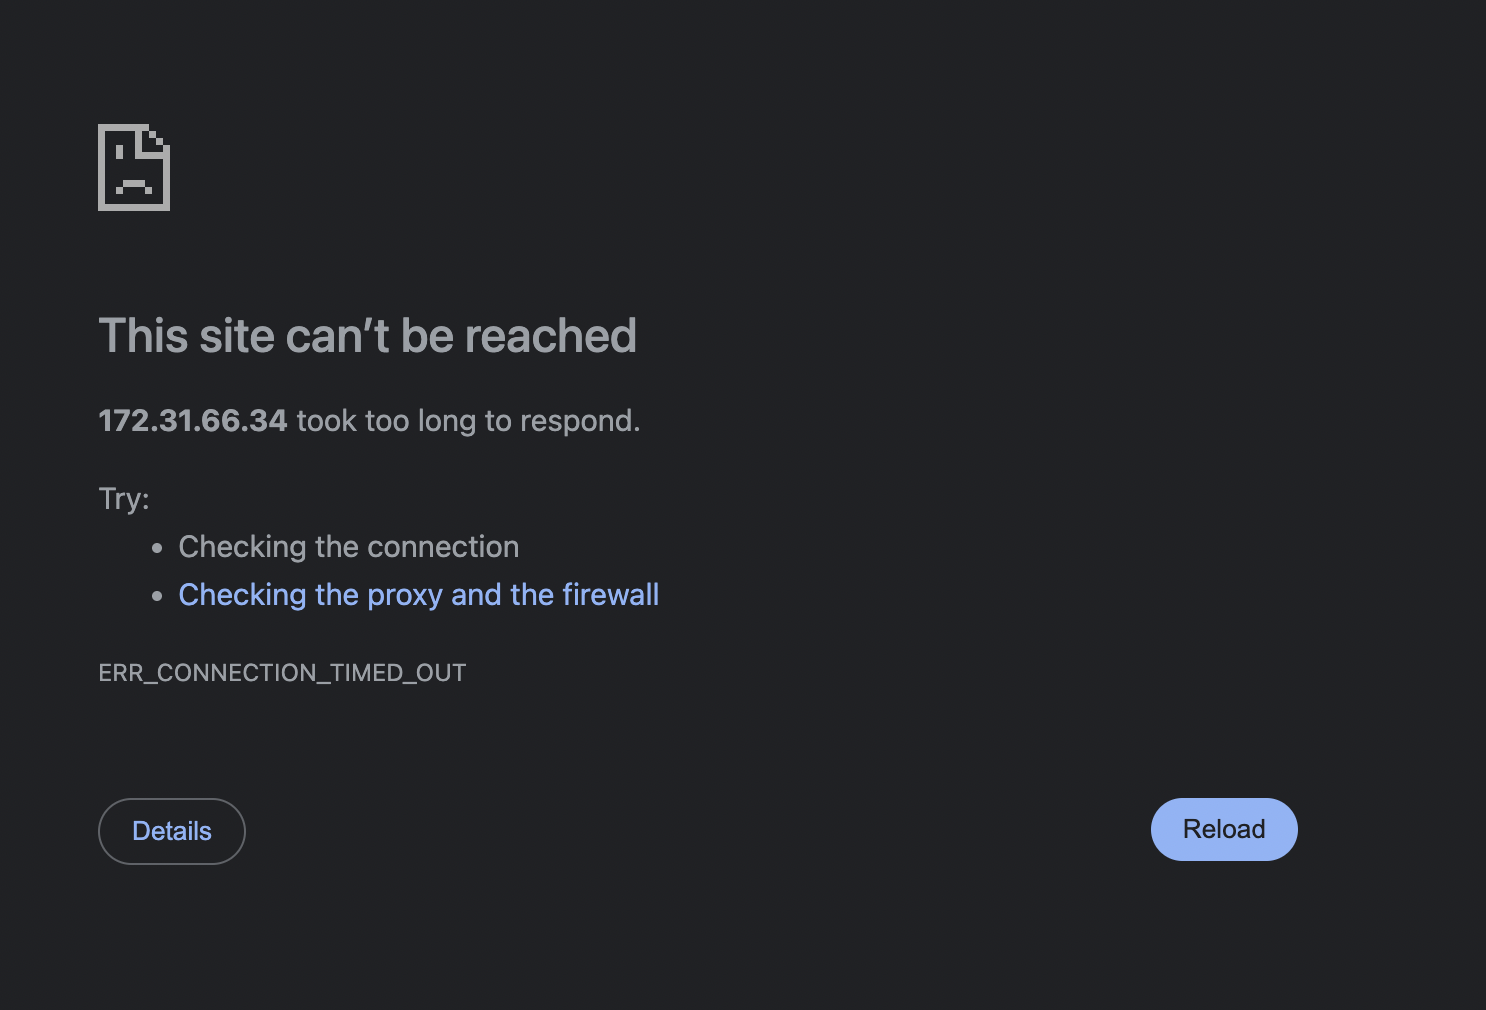 This site can’t be reached
172.31.66.34 took too long to respond.
Try:
• Checking the connection
• Checking the proxy and the firewall
ERR_CONNECTION_TIMED_OUT
Details
Reload